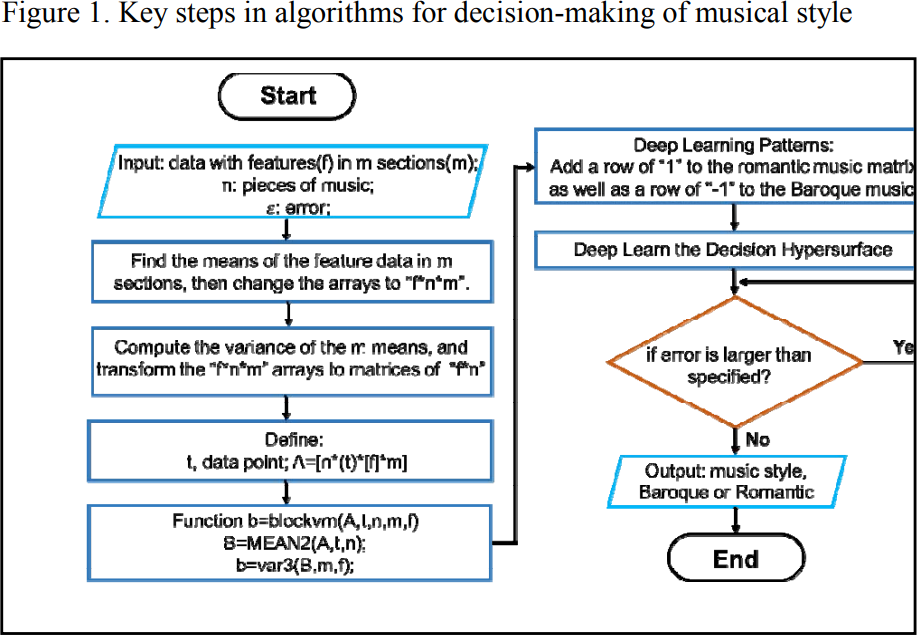 Figure 1. Key steps in algorithms for decision-making of musical style
Start
Input: data with features(f) in m sections(m);
n: pieces of music;
ε: error;
Find the means of the feature data in m
sections, then change the arrays to "f*n*m".
Compute the variance of the m means, and
transform the "f*n*m" arrays to matrices of "f*n"
Define:
t, data point; A=[n*(t)*[f]*m]
Function b=blockvm(A,t,n,m,f)
B=MEAN2(A,t,n);
b=var3(B,m,f);
Deep Learning Patterns:
Add a row of "1" to the romantic music matrix
as well as a row of "-1" to the Baroque music
Deep Learn the Decision Hypersurface
if error is larger than
specified?
Ye
No
Output: music style,
Baroque or Romantic
End